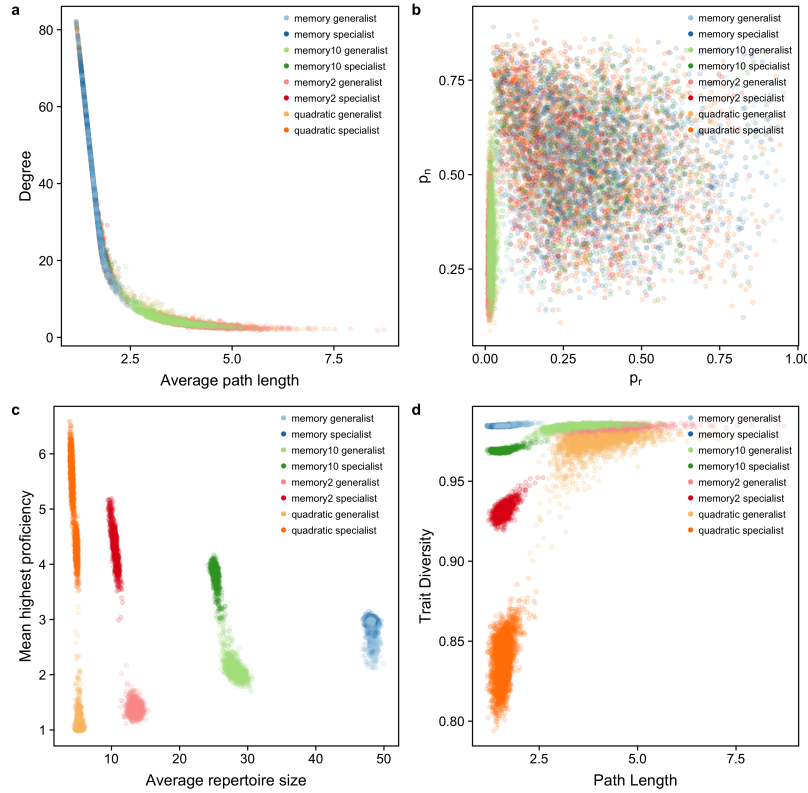 a
80
60
40
20
0
Degree
2.5
5.0
7.5
Average path length
memory generalist
memory specialist
memory10 generalist
memory10 specialist
memory2 generalist
memory2 specialist
quadratic generalist
quadratic specialist
b
0.75
0.50
0.25
pn
0.00
0.25
0.50
0.75
1.00
pr
memory generalist
memory specialist
memory10 generalist
memory10 specialist
memory2 generalist
memory2 specialist
quadratic generalist
quadratic specialist
c
6
5
4
3
2
1
Mean highest proficiency
10
20
30
40
50
Average repertoire size
memory generalist
memory specialist
memory10 generalist
memory10 specialist
memory2 generalist
memory2 specialist
quadratic generalist
quadratic specialist
d
0.95
0.90
0.85
0.80
Trait Diversity
2.5
5.0
7.5
Path Length
memory generalist
memory specialist
memory10 generalist
memory10 specialist
memory2 generalist
memory2 specialist
quadratic generalist
quadratic specialist